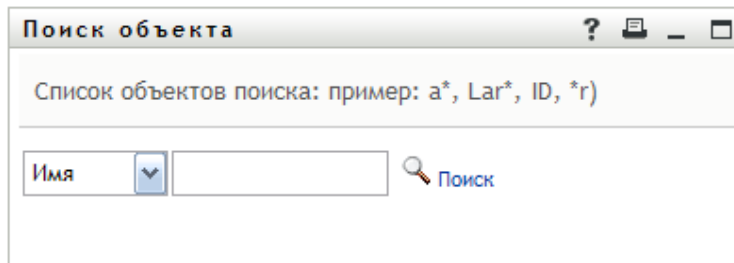 Поиск объекта ?
Список объектов поиска: пример: a*, Lar*, ID, *r)
Имя Поиск